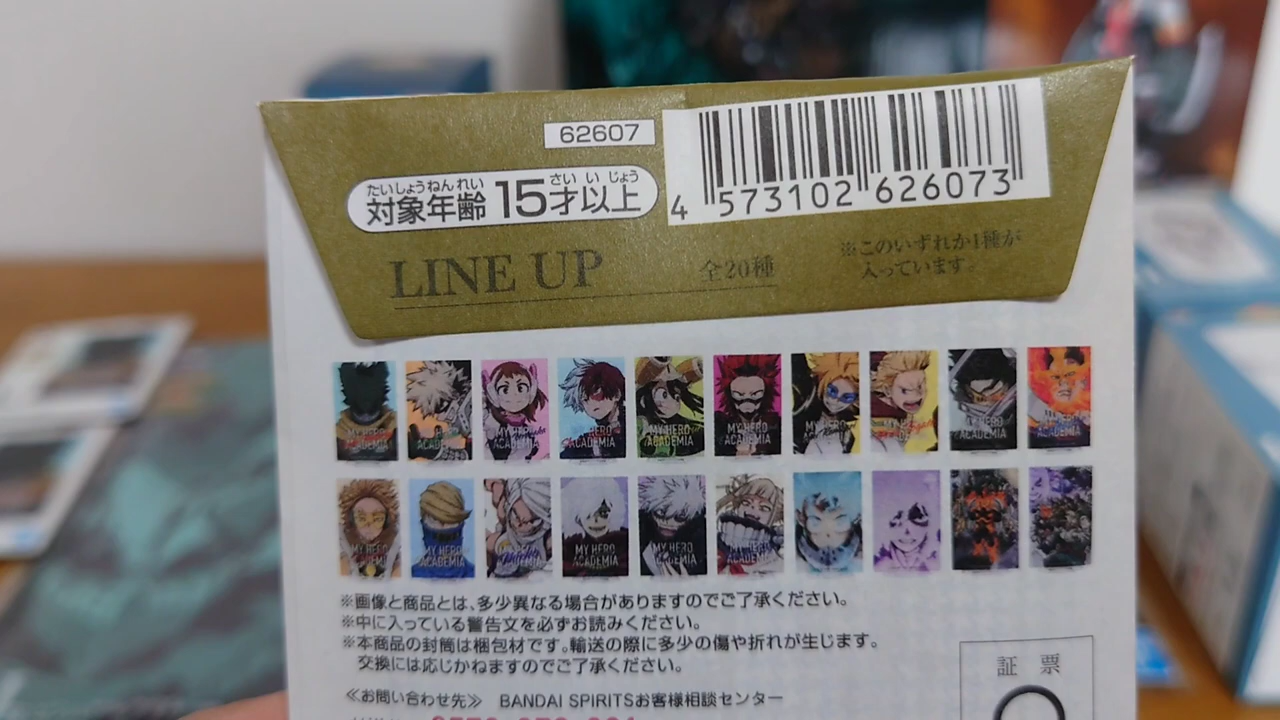 62607
たいしょうねんれい さい い じょう
対象年齢 15才以上
4 573102 626073
LINE UP 全20種
※このいずれか1種が
入っています。
MY HERO ACADEMIA
※画像と商品とは、多少異なる場合がありますのでご了承ください。
※中に入っている警告文を必ずお読みください。
※本商品の封筒は梱包材です。輸送の際に多少の傷や折れが生じます。
交換には応じかねますのでご了承ください。
≪お問い合わせ先≫ BANDAI SPIRITSお客様相談センター
証票